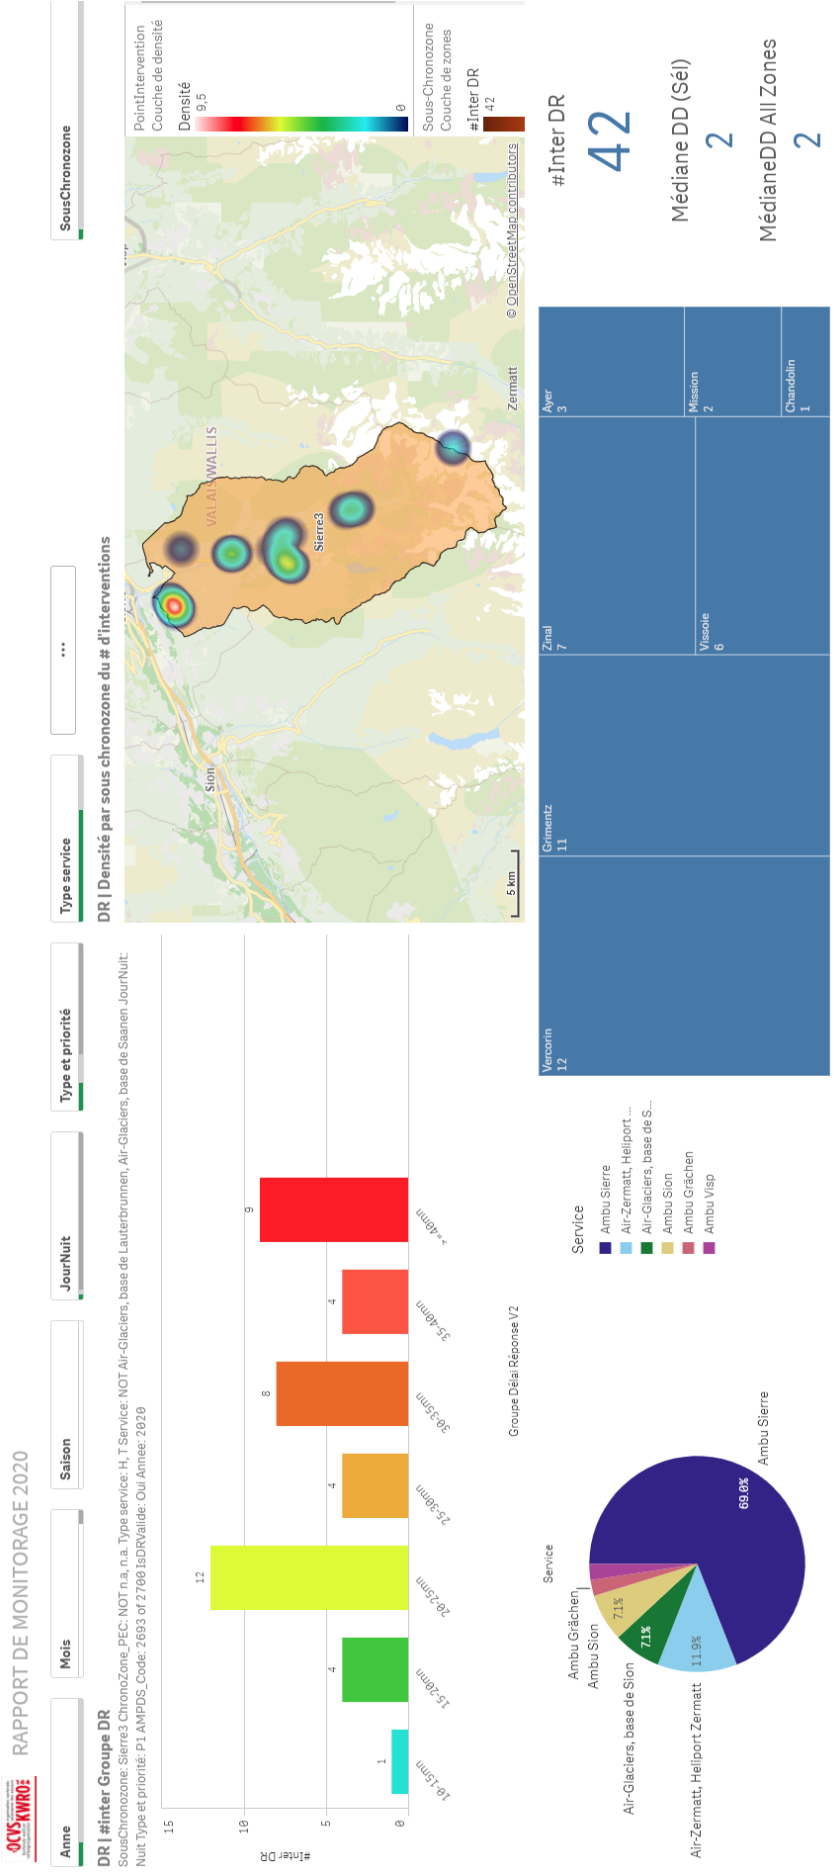 OCVS
KWRO
RAPPORT DE MONITORAGE 2020
Anne
Mois
Saison
JourNuit
Type et priorité
Type service
...
SousChronozone
DR | #inter Groupe DR
SousChronozone: Sierre3 ChronoZone_PEC: NOT n.a, n.a. Type service: H, T Service: NOT Air-Glaciers, base de Lauterbrunnen, Air-Glaciers, base de Saanen JourNuit:
Nuit Type et priorité: P1 AMPDS_Code: 2693 of 2700 IsDRValide: Oui Annee: 2020
#Inter DR
15
10
5
0
1
4
12
4
8
4
9
10-15mn
15-20mn
20-25mn
25-30mn
30-35mn
35-40mn
>=40mn
Groupe Délai Réponse V2
DR | Densité par sous chronozone du # d'interventions
VALAIS/WALLIS
Sierre3
Sion
Zermatt
5 km
© OpenStreetMap contributors
PointIntervention
Couche de densité
Densité
9,5
0
Sous-Chronozone
Couche de zones
#Inter DR
42
Service
Ambu Grächen
Ambu Sion
Air-Glaciers, base de Sion
Air-Zermatt, Heliport Zermatt
Ambu Sierre
7.1%
7.1%
11.9%
69.0%
Service
Ambu Sierre
Air-Zermatt, Heliport ...
Air-Glaciers, base de S...
Ambu Sion
Ambu Grächen
Ambu Visp
Vercorin
12
Grimentz
11
Zinal
7
Vissoie
6
Ayer
3
Mission
2
Chandolin
1
#Inter DR
42
Médiane DD (Sél)
2
MédianeDD All Zones
2